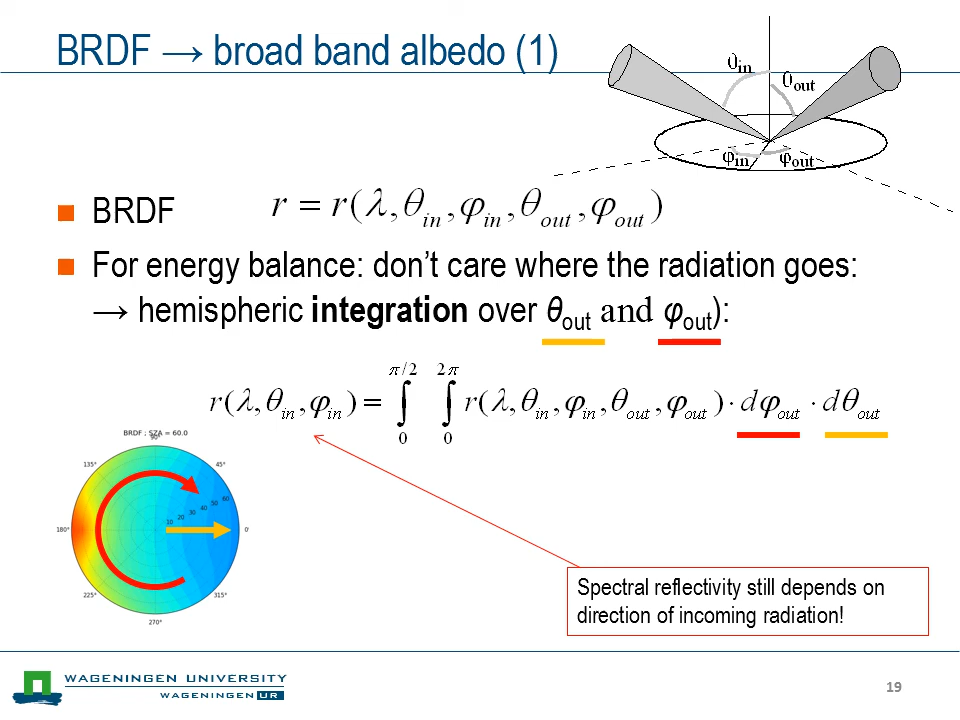 BRDF → broad band albedo (1)
θin
θout
φin
φout
BRDF
r = r(λ, θin, φin, θout, φout)
For energy balance: don't care where the radiation goes:
→ hemispheric integration over θout and φout):
r(λ, θin, φin) = ∫₀^π/2 ∫₀^2π r(λ, θin, φin, θout, φout) · dφout · dθout
BRDF ; SZA = 60.0
90°
135°
45°
60
50
40
30
20
10
180°
0°
225°
315°
270°
Spectral reflectivity still depends on
direction of incoming radiation!
WAGENINGEN UNIVERSITY
WAGENINGEN UR
19